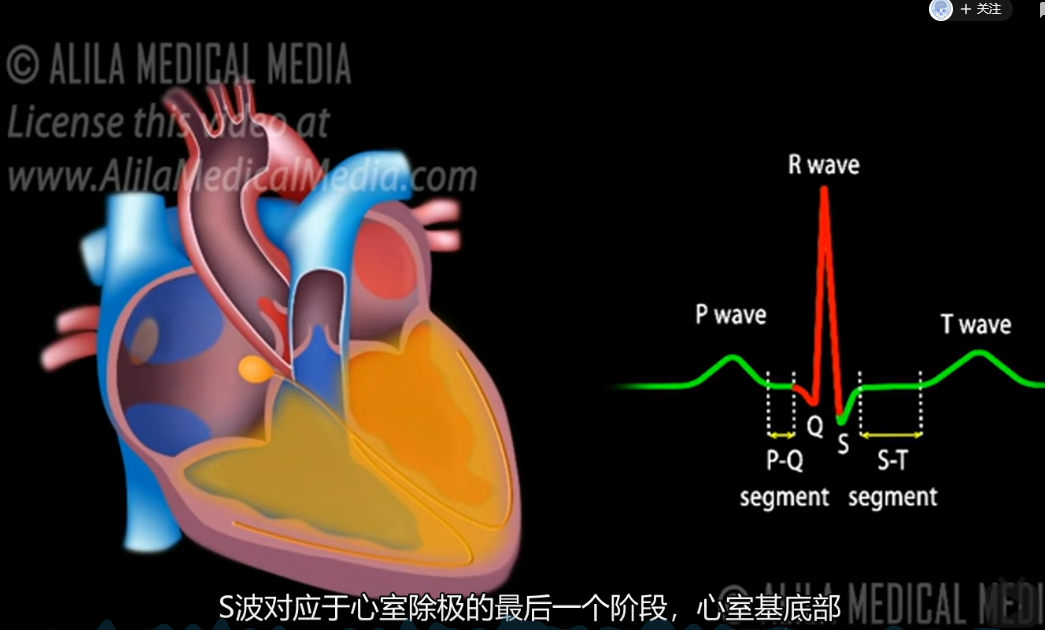 + 关注
© ALILA MEDICAL MEDIA
License this video at
www.AlilaMedicalMedia.com
R wave
P wave
T wave
Q
S
P-Q
segment
S-T
segment
© ALILA MEDICAL MEDIA
S波对应于心室除极的最后一个阶段，心室基底部